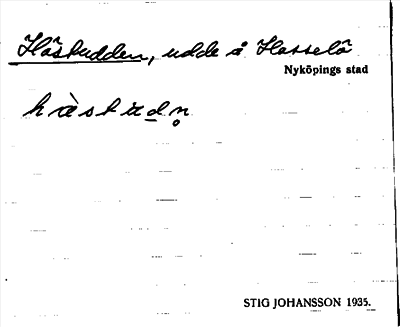 Hästudden, udde å Hasselö
Nyköpings stad
hästudn̥
STIG JOHANSSON 1935.